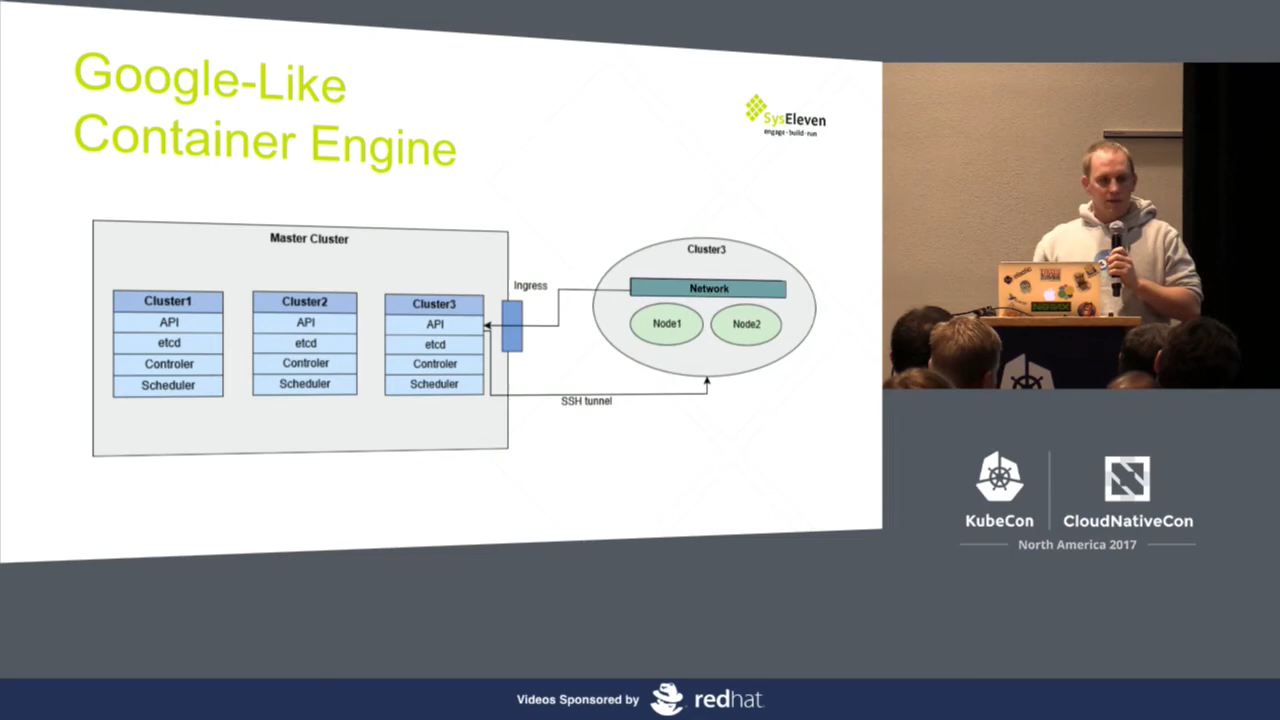 Google-Like
Container Engine
SysEleven
engage·build·run
Master Cluster
Cluster1
API
etcd
Controler
Scheduler
Cluster2
API
etcd
Controler
Scheduler
Cluster3
API
etcd
Controler
Scheduler
Ingress
SSH tunnel
Cluster3
Network
Node1
Node2
KubeCon
CloudNativeCon
North America 2017
Videos Sponsored by
redhat